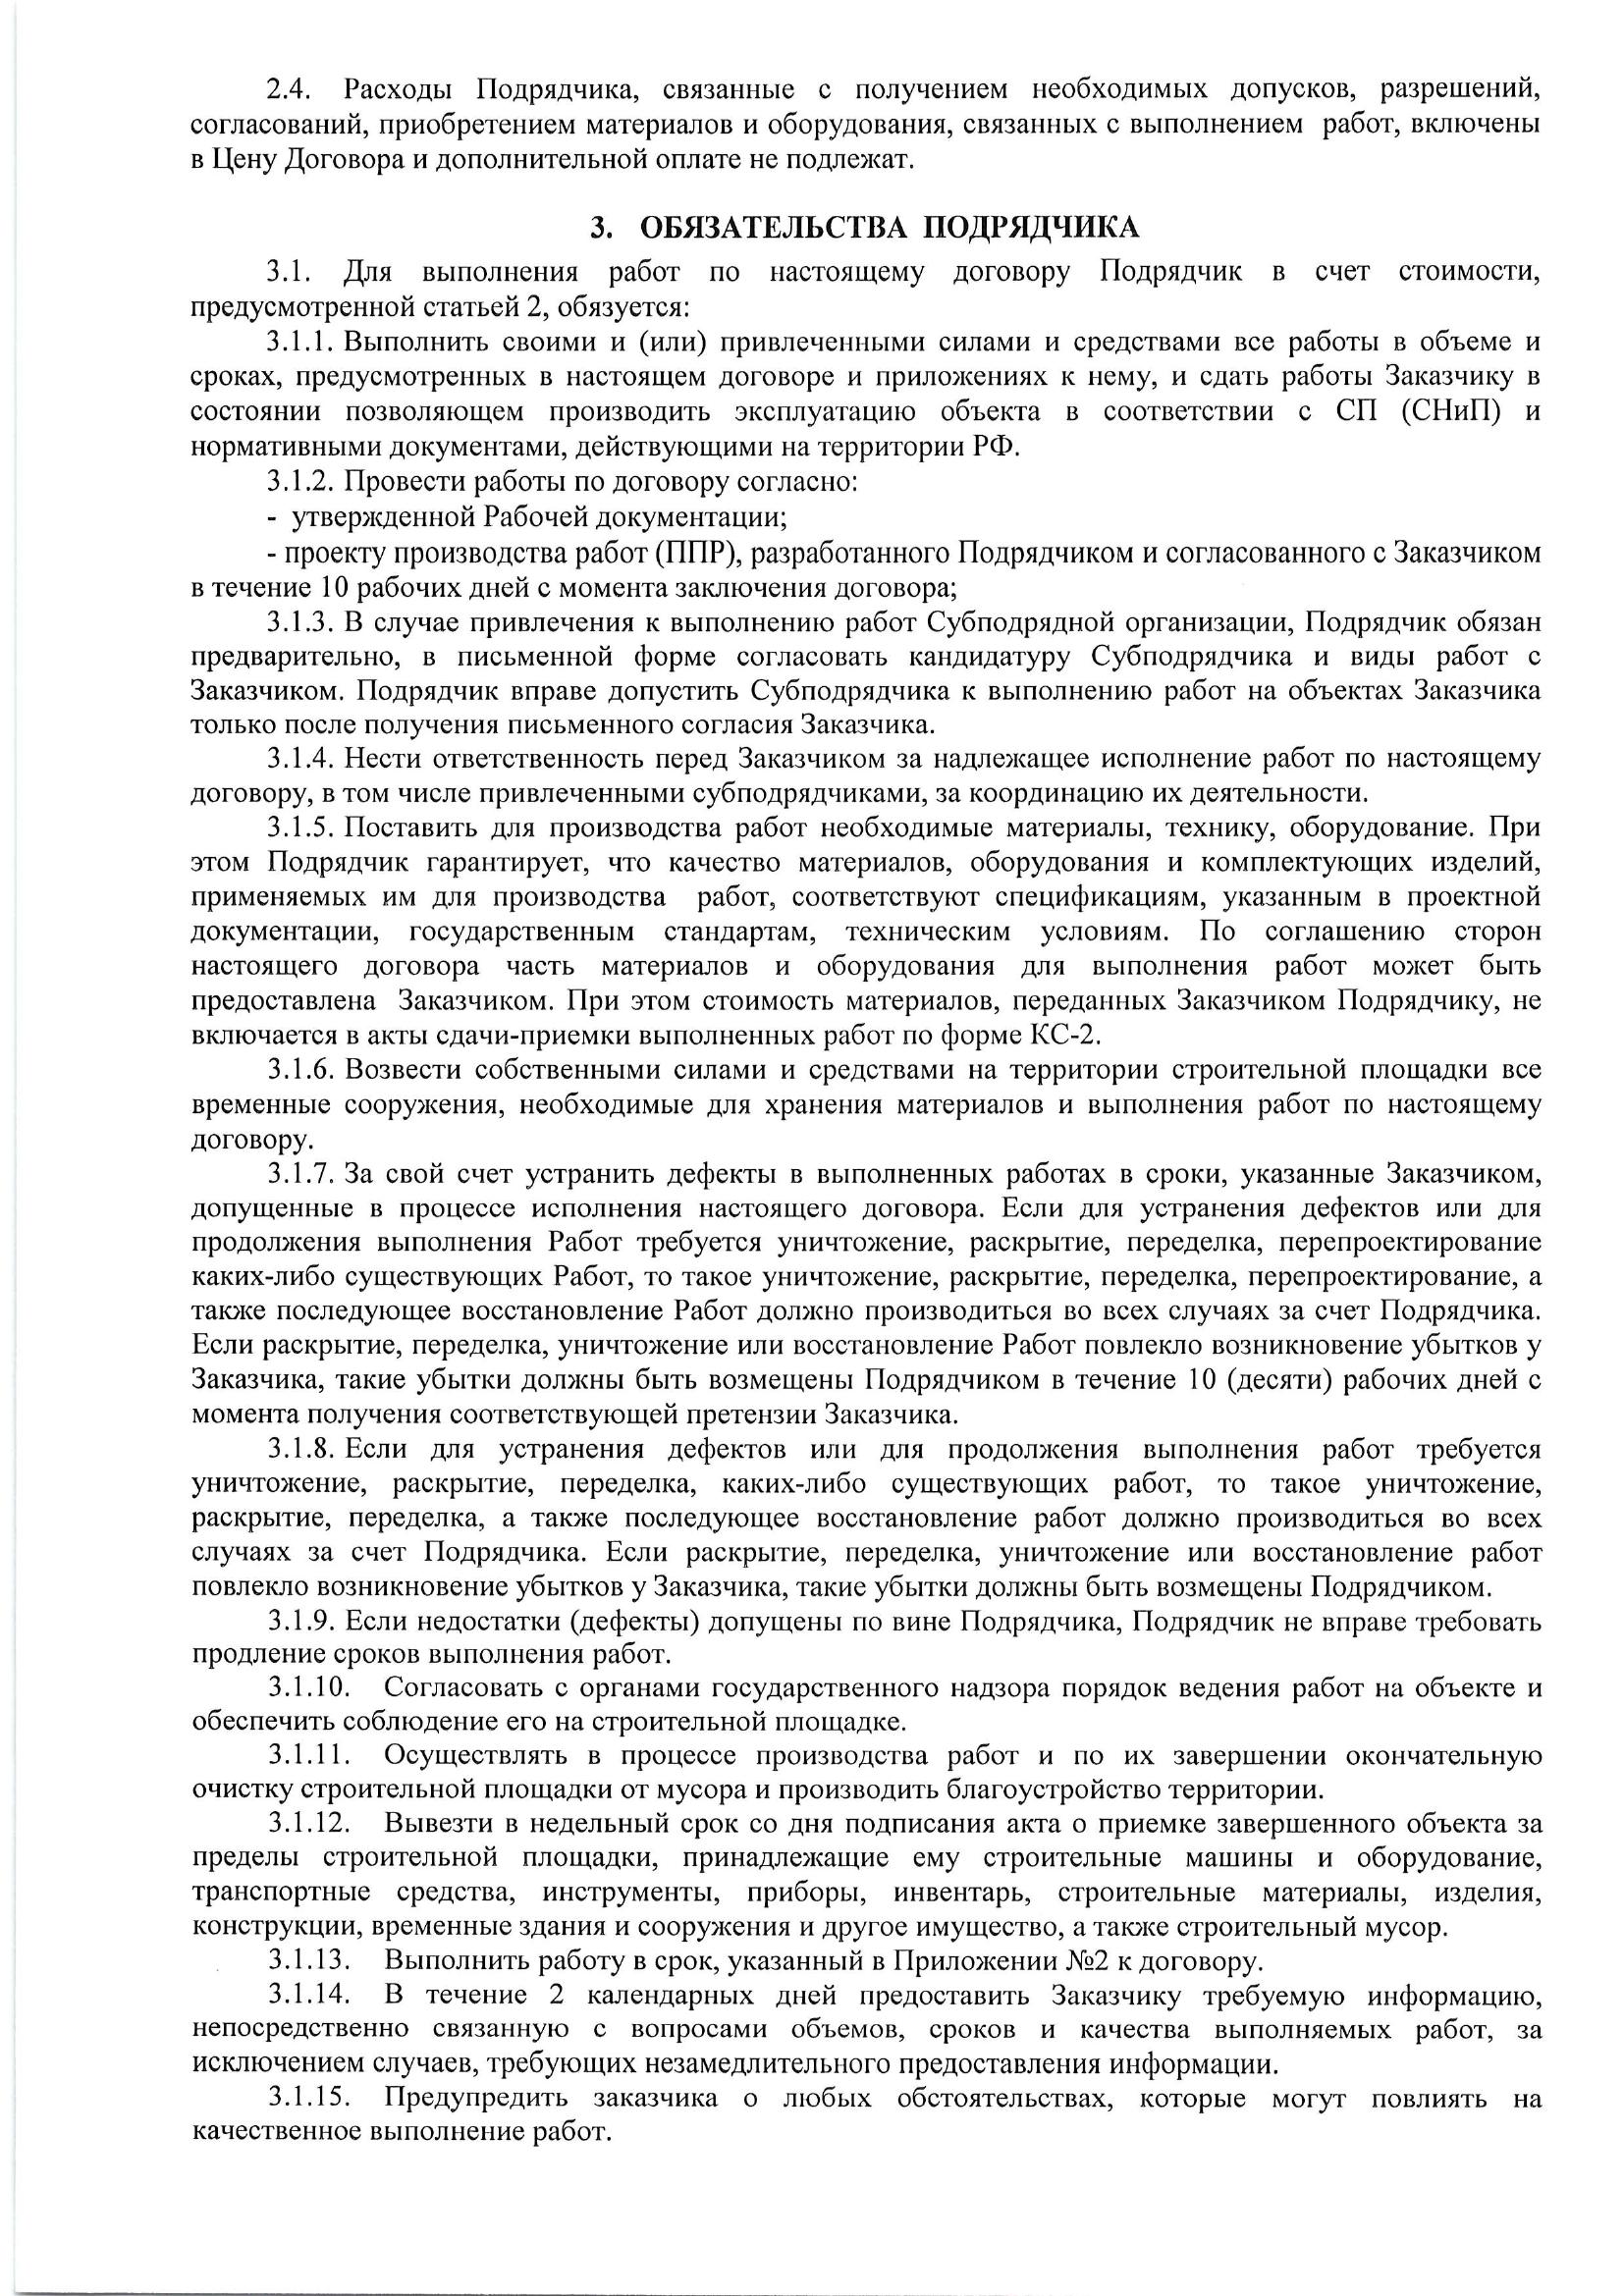 2.4. Расходы Подрядчика, связанные с получением необходимых допусков, разрешений,
согласований, приобретением материалов и оборудования, связанных с выполнением работ, включены
в Цену Договора и дополнительной оплате не подлежат.
3. ОБЯЗАТЕЛЬСТВА ПОДРЯДЧИКА
3.1. Для выполнения работ по настоящему договору Подрядчик в счет стоимости,
предусмотренной статьей 2, обязуется:
3.1.1. Выполнить своими и (или) привлеченными силами и средствами все работы в объеме и
сроках, предусмотренных в настоящем договоре и приложениях к нему, и сдать работы Заказчику в
состоянии позволяющем производить эксплуатацию объекта в соответствии с СП (СНиП) и
нормативными документами, действующими на территории РФ.
3.1.2. Провести работы по договору согласно:
- утвержденной Рабочей документации;
- проекту производства работ (ППР), разработанного Подрядчиком и согласованного с Заказчиком
в течение 10 рабочих дней с момента заключения договора;
3.1.3. В случае привлечения к выполнению работ Субподрядной организации, Подрядчик обязан
предварительно, в письменной форме согласовать кандидатуру Субподрядчика и виды работ с
Заказчиком. Подрядчик вправе допустить Субподрядчика к выполнению работ на объектах Заказчика
только после получения письменного согласия Заказчика.
3.1.4. Нести ответственность перед Заказчиком за надлежащее исполнение работ по настоящему
договору, в том числе привлеченными субподрядчиками, за координацию их деятельности.
3.1.5. Поставить для производства работ необходимые материалы, технику, оборудование. При
этом Подрядчик гарантирует, что качество материалов, оборудования и комплектующих изделий,
применяемых им для производства работ, соответствуют спецификациям, указанным в проектной
документации, государственным стандартам, техническим условиям. По соглашению сторон
настоящего договора часть материалов и оборудования для выполнения работ может быть
предоставлена Заказчиком. При этом стоимость материалов, переданных Заказчиком Подрядчику, не
включается в акты сдачи-приемки выполненных работ по форме КС-2.
3.1.6. Возвести собственными силами и средствами на территории строительной площадки все
временные сооружения, необходимые для хранения материалов и выполнения работ по настоящему
договору.
3.1.7. За свой счет устранить дефекты в выполненных работах в сроки, указанные Заказчиком,
допущенные в процессе исполнения настоящего договора. Если для устранения дефектов или для
продолжения выполнения Работ требуется уничтожение, раскрытие, переделка, перепроектирование
каких-либо существующих Работ, то такое уничтожение, раскрытие, переделка, перепроектирование, а
также последующее восстановление Работ должно производиться во всех случаях за счет Подрядчика.
Если раскрытие, переделка, уничтожение или восстановление Работ повлекло возникновение убытков у
Заказчика, такие убытки должны быть возмещены Подрядчиком в течение 10 (десяти) рабочих дней с
момента получения соответствующей претензии Заказчика.
3.1.8. Если для устранения дефектов или для продолжения выполнения работ требуется
уничтожение, раскрытие, переделка, каких-либо существующих работ, то такое уничтожение,
раскрытие, переделка, а также последующее восстановление работ должно производиться во всех
случаях за счет Подрядчика. Если раскрытие, переделка, уничтожение или восстановление работ
повлекло возникновение убытков у Заказчика, такие убытки должны быть возмещены Подрядчиком.
3.1.9. Если недостатки (дефекты) допущены по вине Подрядчика, Подрядчик не вправе требовать
продление сроков выполнения работ.
3.1.10. Согласовать с органами государственного надзора порядок ведения работ на объекте и
обеспечить соблюдение его на строительной площадке.
3.1.11. Осуществлять в процессе производства работ и по их завершении окончательную
очистку строительной площадки от мусора и производить благоустройство территории.
3.1.12. Вывезти в недельный срок со дня подписания акта о приемке завершенного объекта за
пределы строительной площадки, принадлежащие ему строительные машины и оборудование,
транспортные средства, инструменты, приборы, инвентарь, строительные материалы, изделия,
конструкции, временные здания и сооружения и другое имущество, а также строительный мусор.
3.1.13. Выполнить работу в срок, указанный в Приложении №2 к договору.
3.1.14. В течение 2 календарных дней предоставить Заказчику требуемую информацию,
непосредственно связанную с вопросами объемов, сроков и качества выполняемых работ, за
исключением случаев, требующих незамедлительного предоставления информации.
3.1.15. Предупредить заказчика о любых обстоятельствах, которые могут повлиять на
качественное выполнение работ.